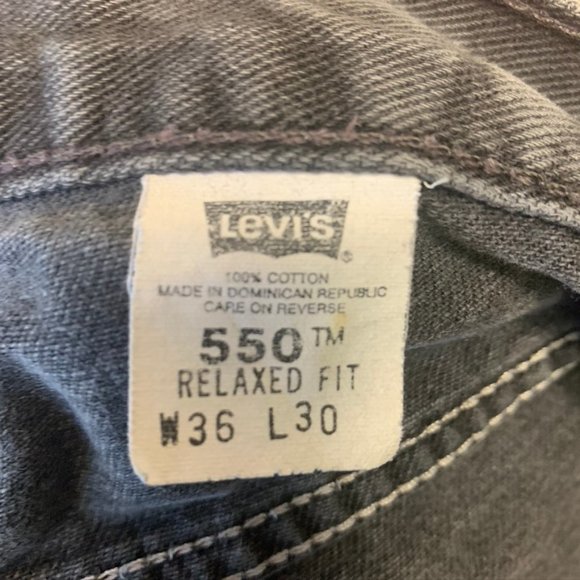 Levi's
®
100% COTTON
MADE IN DOMINICAN REPUBLIC
CARE ON REVERSE
550™
RELAXED FIT
W36 L30